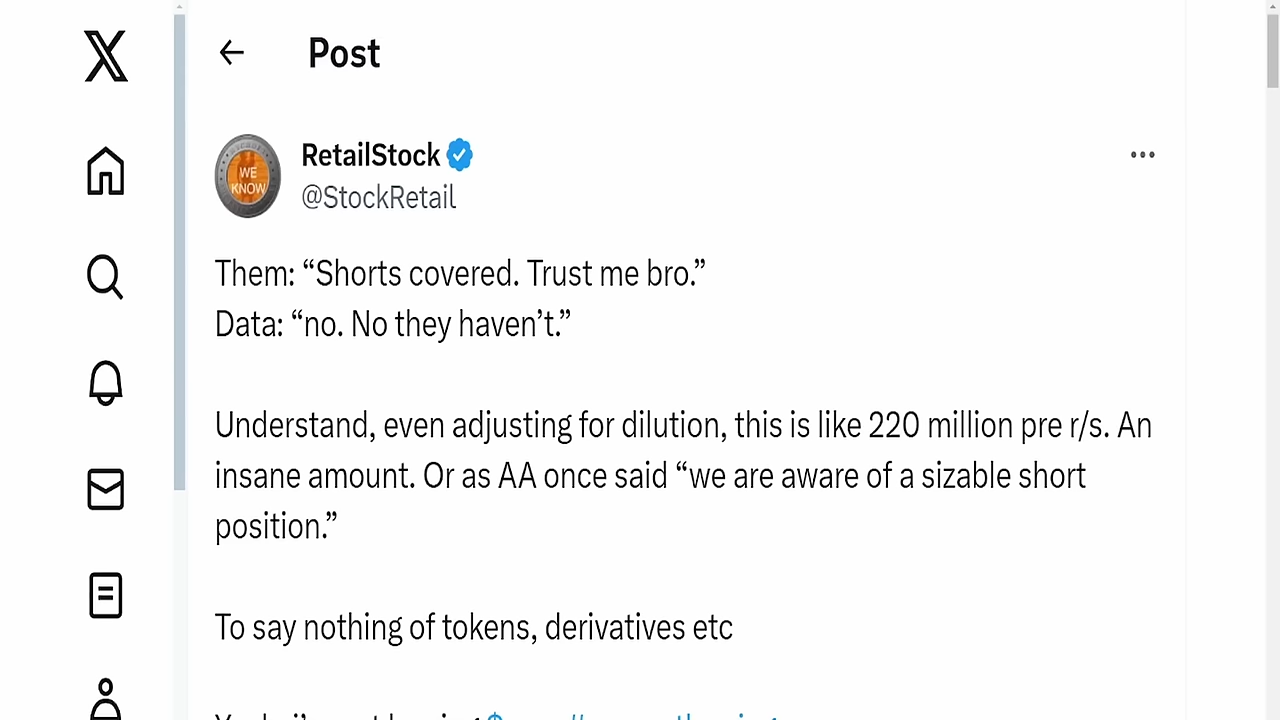 Post
RetailStock
WE
KNOW
@StockRetail
Them: “Shorts covered. Trust me bro.”
Data: “no. No they haven’t.”
Understand, even adjusting for dilution, this is like 220 million pre r/s. An
insane amount. Or as AA once said “we are aware of a sizable short
position.”
To say nothing of tokens, derivatives etc